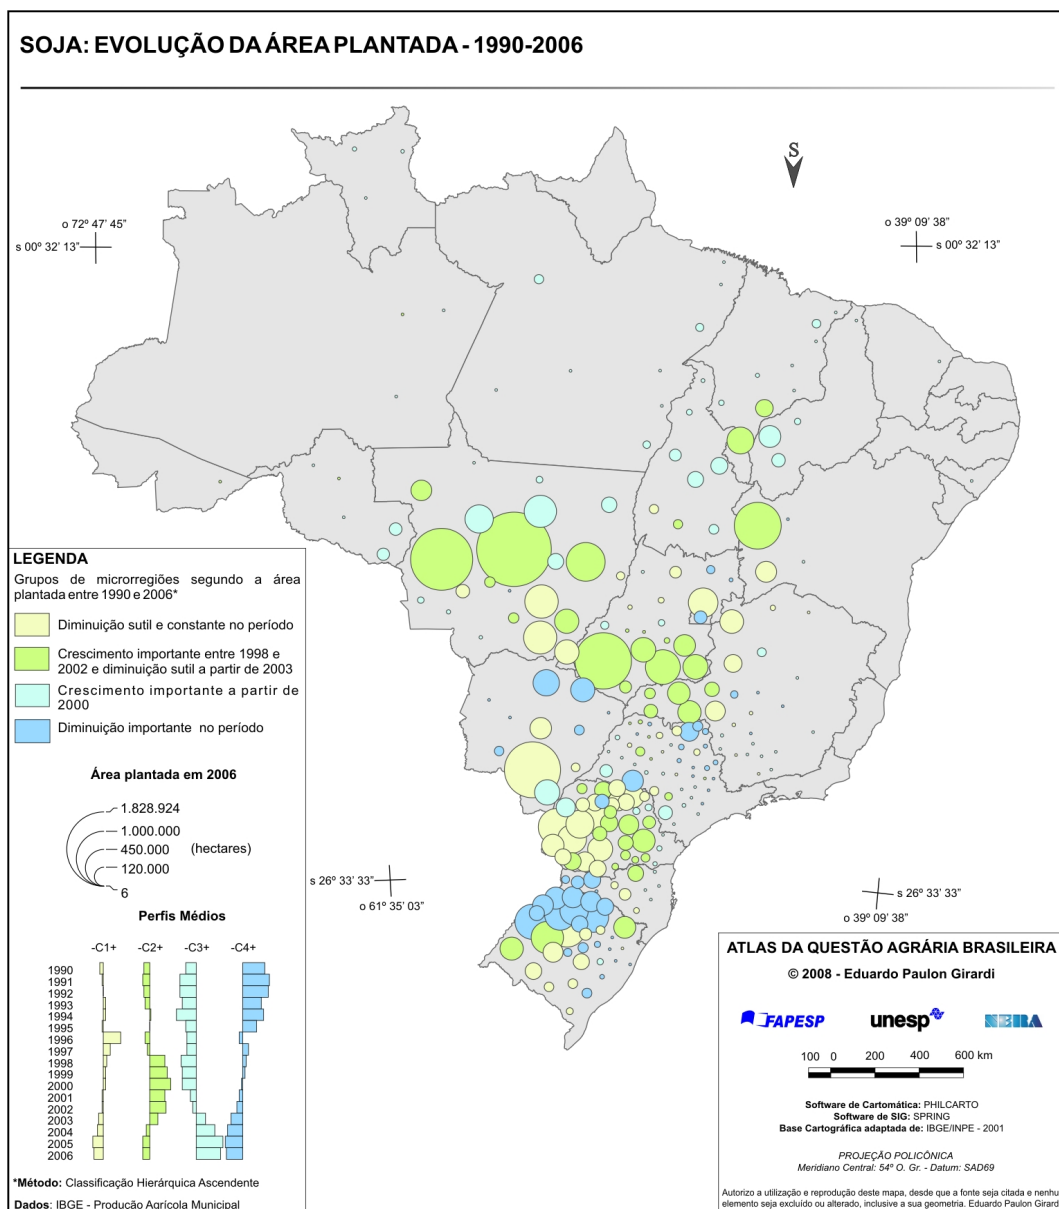 SOJA: EVOLUÇÃO DA ÁREA PLANTADA - 1990-2006
S
o 72º 47' 45"
s 00º 32' 13"
o 39º 09' 38"
s 00º 32' 13"
LEGENDA
Grupos de microrregiões segundo a área
plantada entre 1990 e 2006*
Diminuição sutil e constante no período
Crescimento importante entre 1998 e
2002 e diminuição sutil a partir de 2003
Crescimento importante a partir de
2000
Diminuição importante no período
Área plantada em 2006
1.828.924
1.000.000
450.000
(hectares)
120.000
6
s 26º 33' 33"
o 61º 35' 03"
s 26º 33' 33"
o 39º 09' 38"
Perfis Médios
-C1+ -C2+ -C3+ -C4+
1990
1991
1992
1993
1994
1995
1996
1997
1998
1999
2000
2001
2002
2003
2004
2005
2006
*Método: Classificação Hierárquica Ascendente
Dados: IBGE - Produção Agrícola Municipal
ATLAS DA QUESTÃO AGRÁRIA BRASILEIRA
© 2008 - Eduardo Paulon Girardi
FAPESP unesp NERA
100 0 200 400 600 km
Software de Cartomática: PHILCARTO
Software de SIG: SPRING
Base Cartográfica adaptada de: IBGE/INPE - 2001
PROJEÇÃO POLICÔNICA
Meridiano Central: 54º O. Gr. - Datum: SAD69
Autorizo a utilização e reprodução deste mapa, desde que a fonte seja citada e nenhu
elemento seja excluído ou alterado, inclusive a sua geometria. Eduardo Paulon Girard